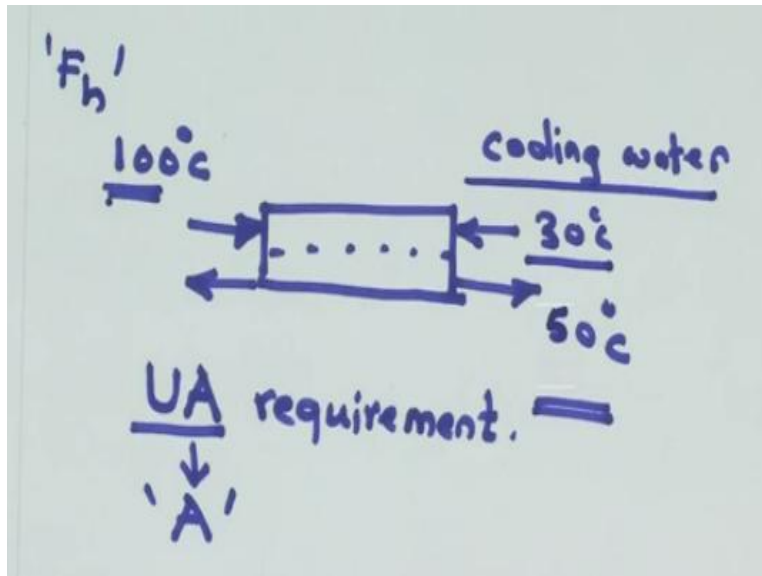 'Fh'
100°c
cooling water
30°c
50°c
UA requirement.
'A'